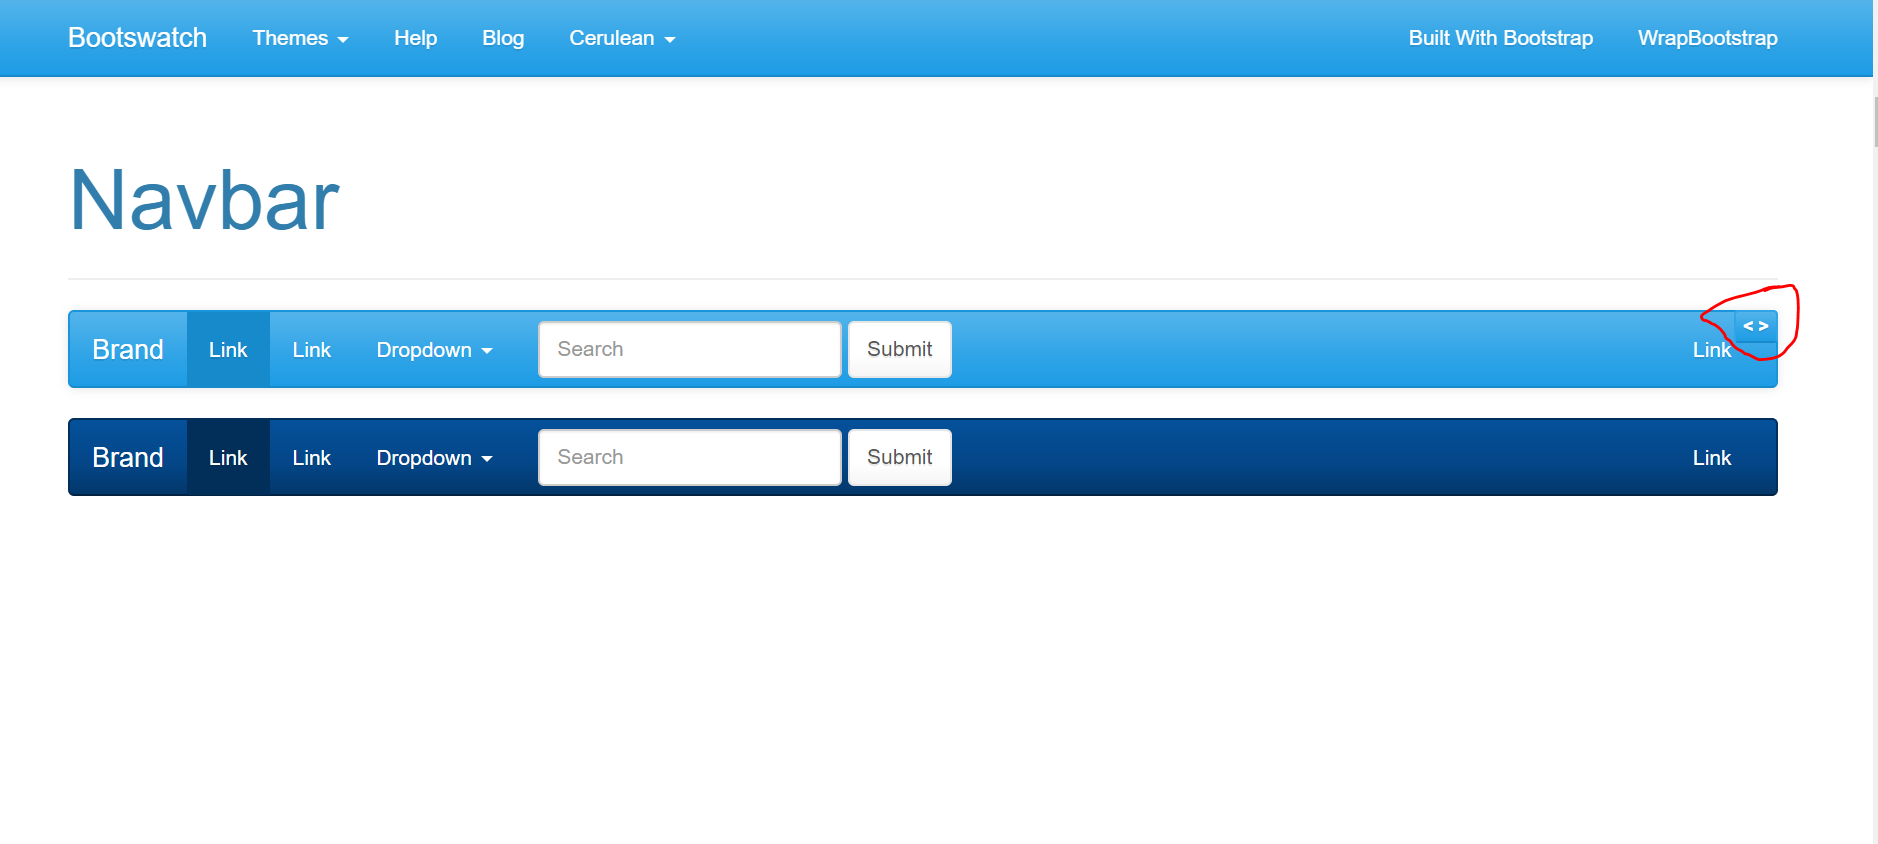 Bootswatch Themes Help Blog Cerulean Built With Bootstrap WrapBootstrap
Navbar
< >
Brand Link Link Dropdown Search Submit Link
Brand Link Link Dropdown Search Submit Link